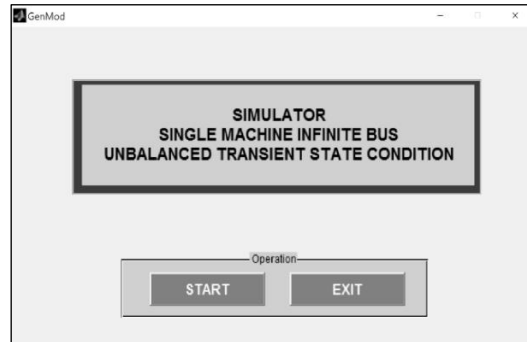 GenMod
SIMULATOR
SINGLE MACHINE INFINITE BUS
UNBALANCED TRANSIENT STATE CONDITION
Operation
START
EXIT